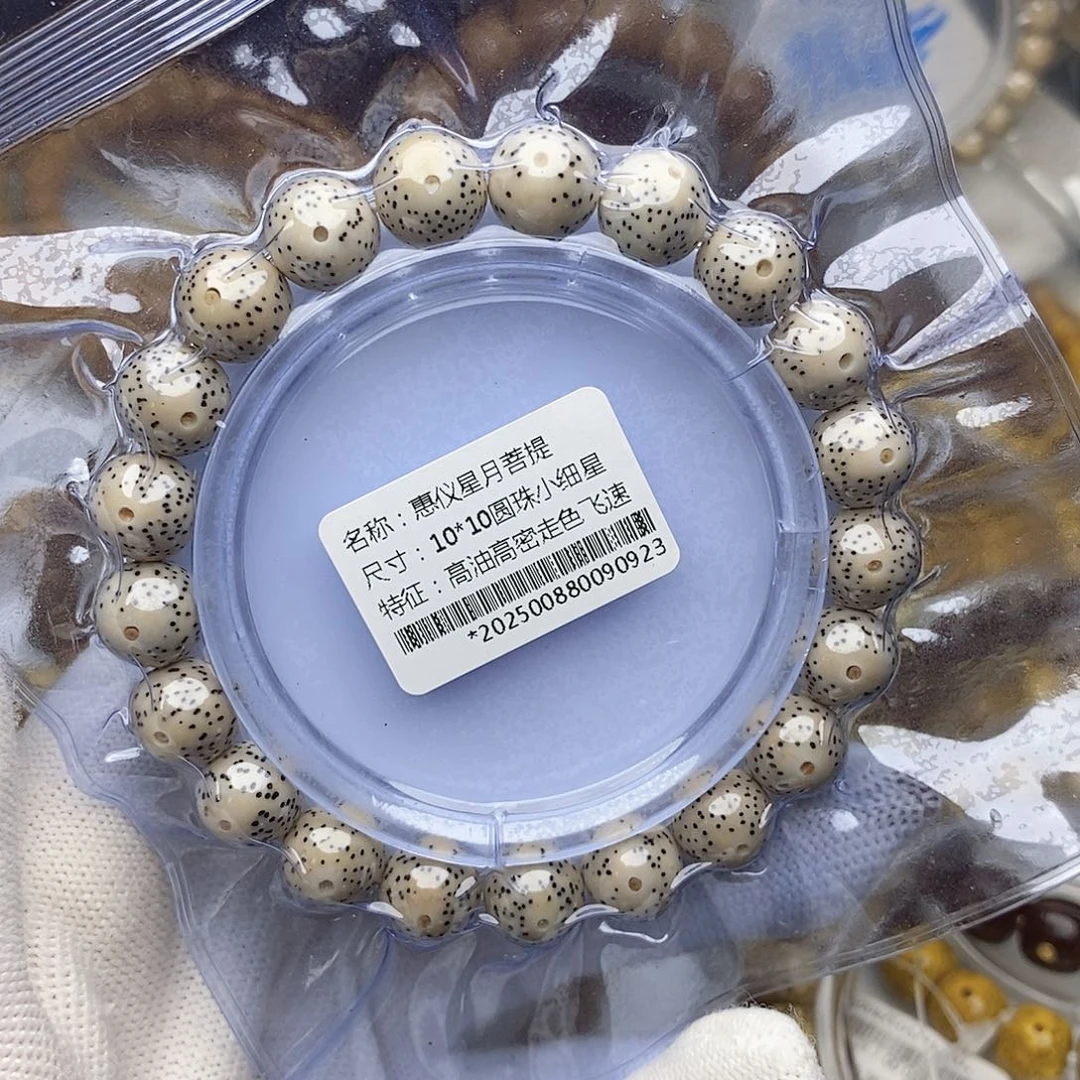 名称：惠仪星月菩提
尺寸：10*10圆珠小细星
特征：高油高密走色 飞速
*202500880090923